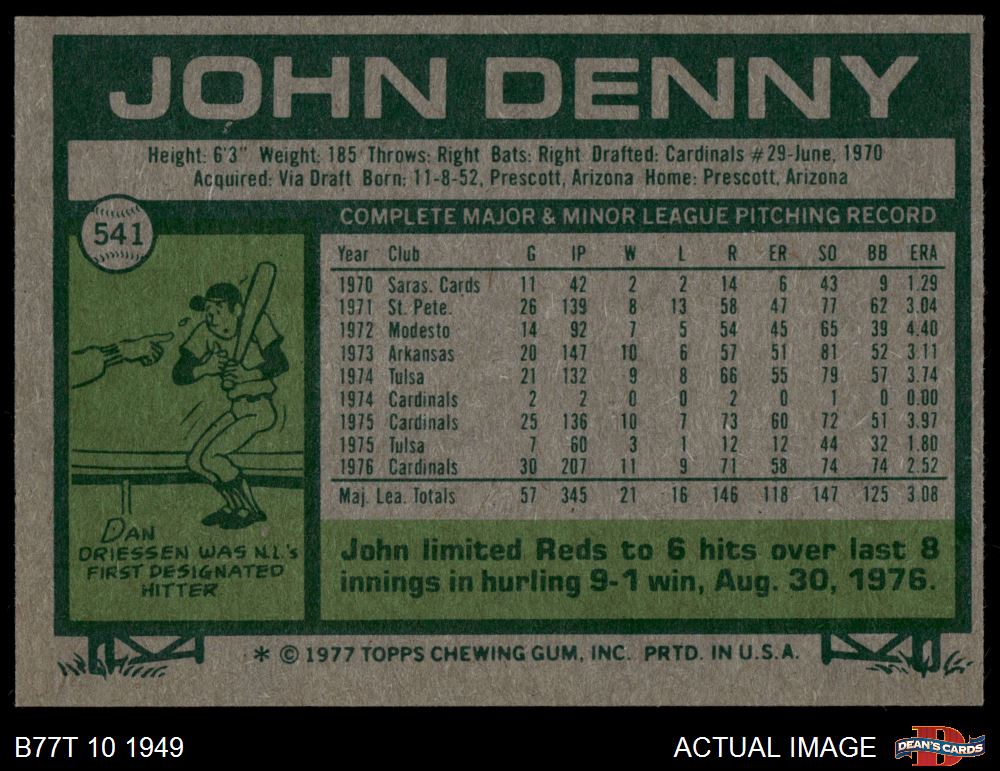 JOHN DENNY
Height: 6'3" Weight: 185 Throws: Right Bats: Right Drafted: Cardinals #29-June, 1970
Acquired: Via Draft Born: 11-8-52, Prescott, Arizona Home: Prescott, Arizona
541
COMPLETE MAJOR & MINOR LEAGUE PITCHING RECORD
Year Club G IP W L R ER SO BB ERA
1970 Saras. Cards 11 42 2 2 14 6 43 9 1.29
1971 St. Pete. 26 139 8 13 58 47 77 62 3.04
1972 Modesto 14 92 7 5 54 45 65 39 4.40
1973 Arkansas 20 147 10 6 57 51 81 52 3.11
1974 Tulsa 21 132 9 8 66 55 79 57 3.74
1974 Cardinals 2 2 0 0 2 0 1 0 0.00
1975 Cardinals 25 136 10 7 73 60 72 51 3.97
1975 Tulsa 7 60 3 1 12 12 44 32 1.80
1976 Cardinals 30 207 11 9 71 58 74 74 2.52
Maj. Lea. Totals 57 345 21 16 146 118 147 125 3.08
DAN
DRIESSEN WAS N.L.'s
FIRST DESIGNATED
HITTER
John limited Reds to 6 hits over last 8
innings in hurling 9-1 win, Aug. 30, 1976.
* © 1977 TOPPS CHEWING GUM, INC. PRTD. IN U.S.A.
B77T 10 1949
ACTUAL IMAGE
D
DEAN'S CARDS